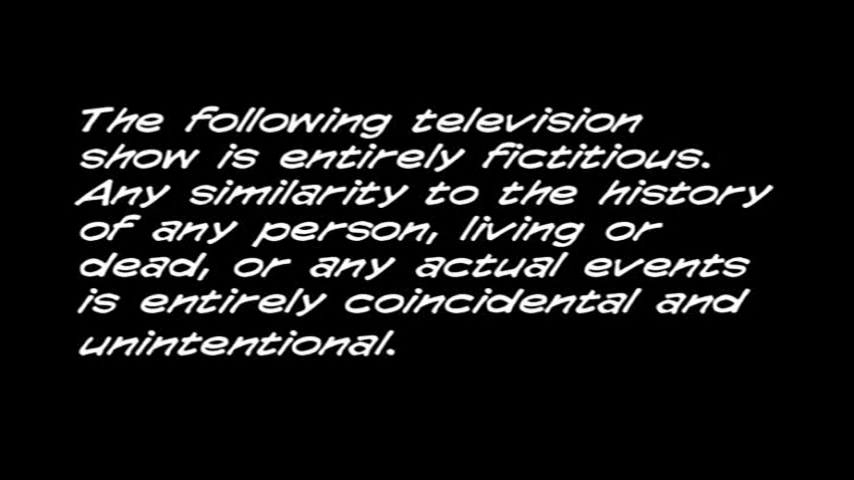 The following television
show is entirely fictitious.
Any similarity to the history
of any person, living or
dead, or any actual events
is entirely coincidental and
unintentional.